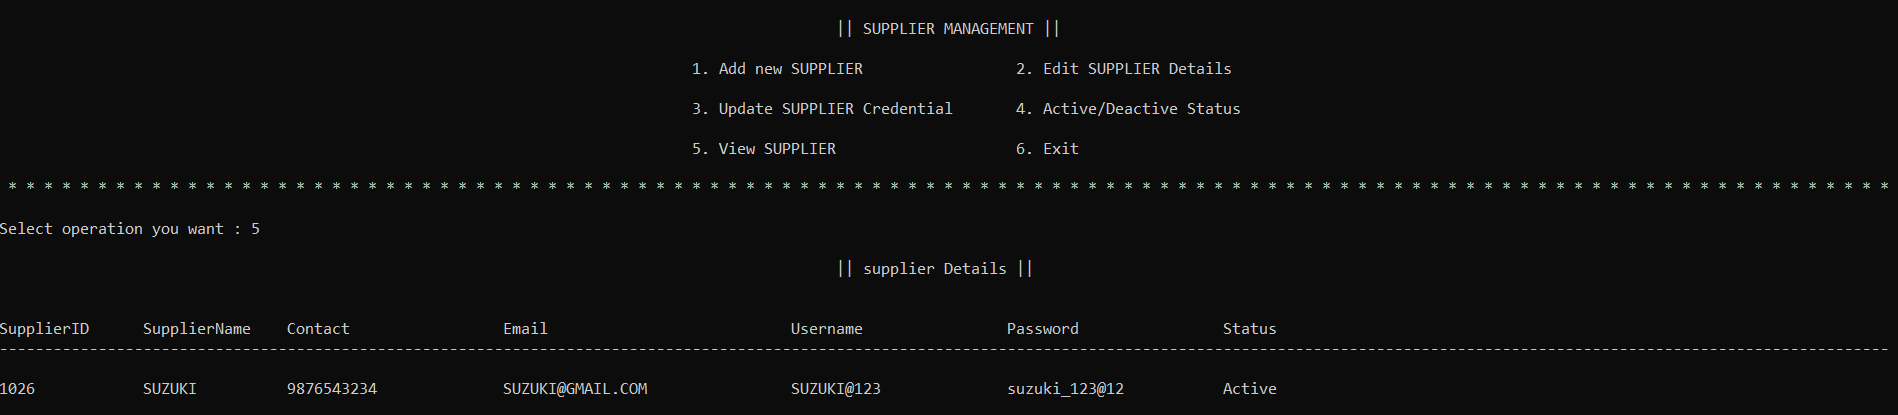 || SUPPLIER MANAGEMENT ||
1. Add new SUPPLIER 2. Edit SUPPLIER Details
3. Update SUPPLIER Credential 4. Active/Deactive Status
5. View SUPPLIER 6. Exit
* * * * * * * * * * * * * * * * * * * * * * * * * * * * * * * * * * * * * * * * * * * * * * * * * * * * * * * * * * * * * * * * * * * * * * * * * * * * * * * * * * * * * * * * * * * * * * * * * * * * * * * * *
Select operation you want : 5
|| supplier Details ||
SupplierID SupplierName Contact Email Username Password Status
------------------------------------------------------------------------------------------------------------------------------------------------------------------------------------------------------------------
1026 SUZUKI 9876543234 SUZUKI@GMAIL.COM SUZUKI@123 suzuki_123@12 Active